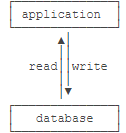 application
read write
database